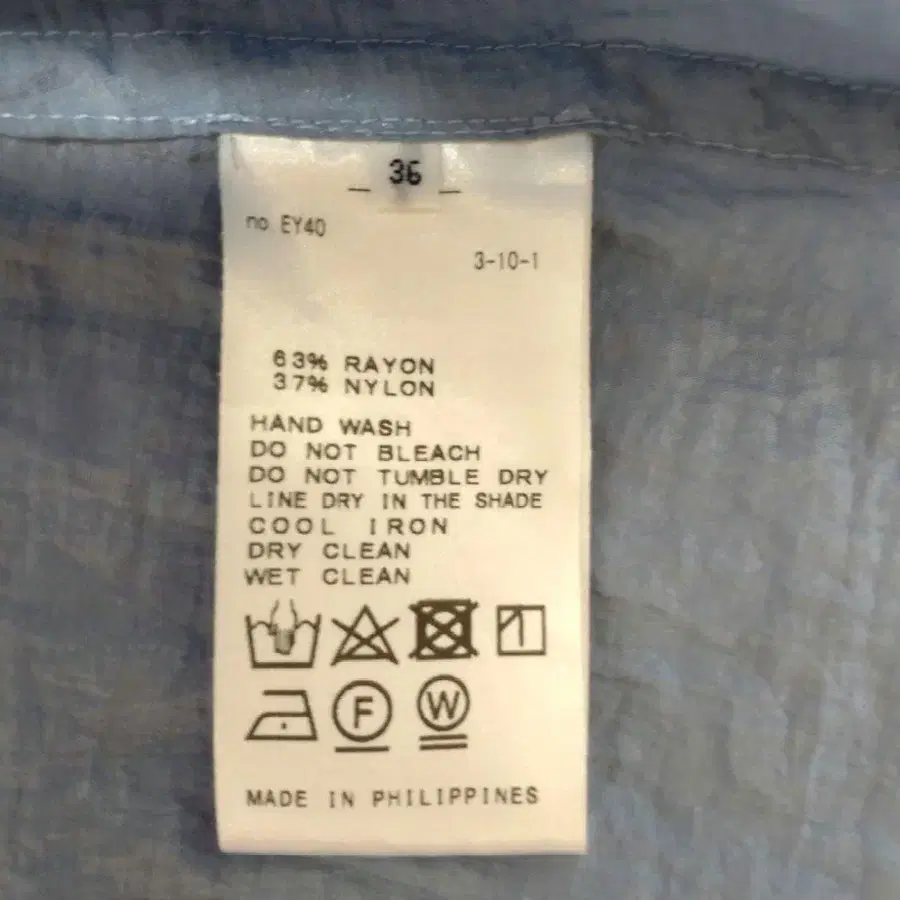 36
no EY40
3-10-1
63% RAYON
37% NYLON
HAND WASH
DO NOT BLEACH
DO NOT TUMBLE DRY
LINE DRY IN THE SHADE
COOL IRON
DRY CLEAN
WET CLEAN
F W
MADE IN PHILIPPINES